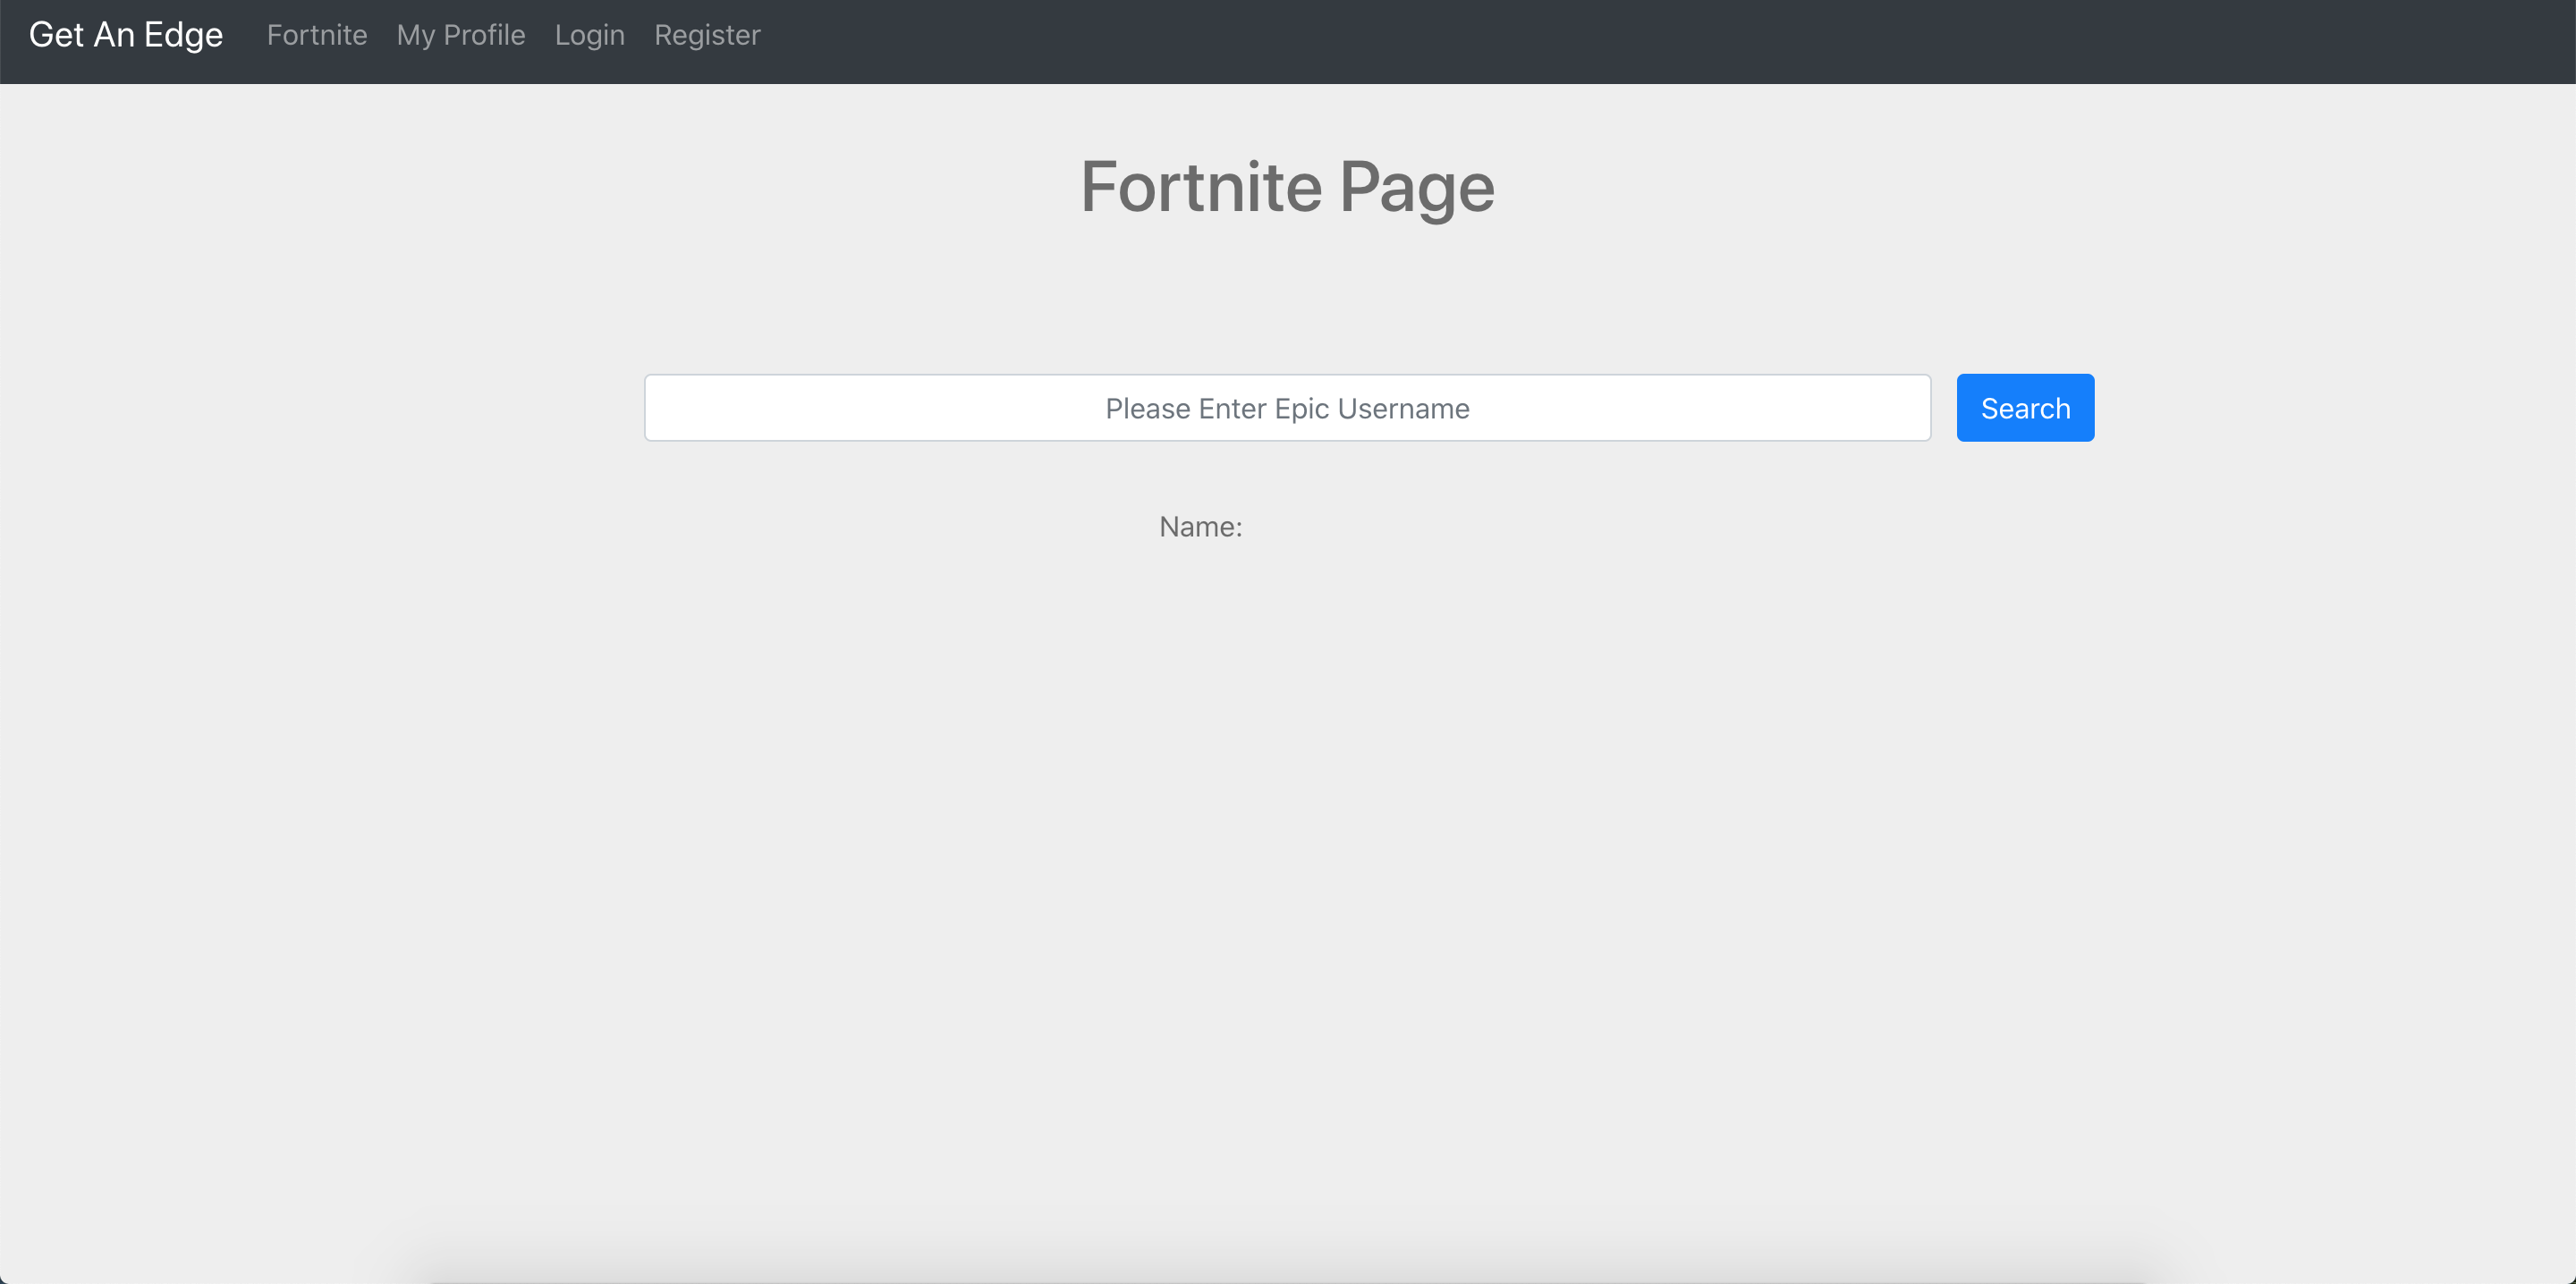 Get An Edge Fortnite My Profile Login Register
Fortnite Page
Please Enter Epic Username Search
Name: